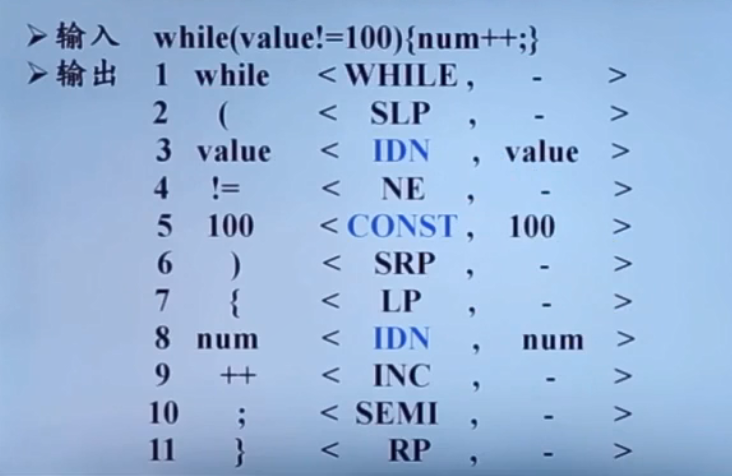 ➢输入 while(value!=100){num++;}
➢输出 1 while <WHILE, - >
2 ( < SLP , - >
3 value < IDN , value >
4 != < NE , - >
5 100 <CONST, 100 >
6 ) < SRP , - >
7 { < LP , - >
8 num < IDN , num >
9 ++ < INC , - >
10 ; < SEMI , - >
11 } < RP , - >